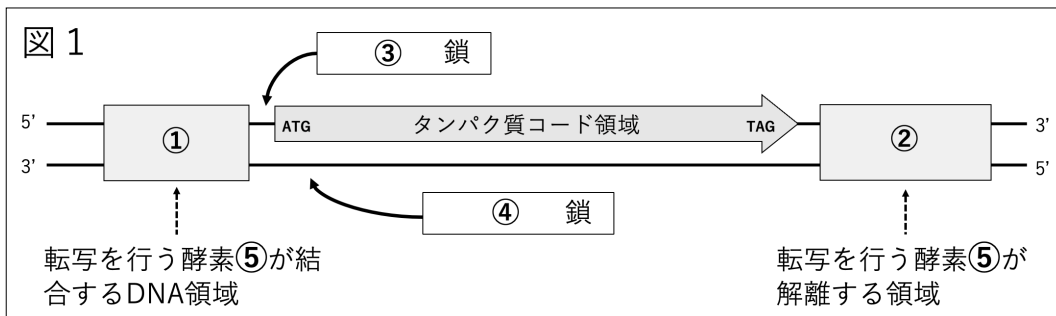 図１
③ 鎖
5’
①
ATG
タンパク質コード領域
TAG
②
3’
3’
5’
④ 鎖
転写を行う酵素⑤が結
合するDNA領域
転写を行う酵素⑤が
解離する領域